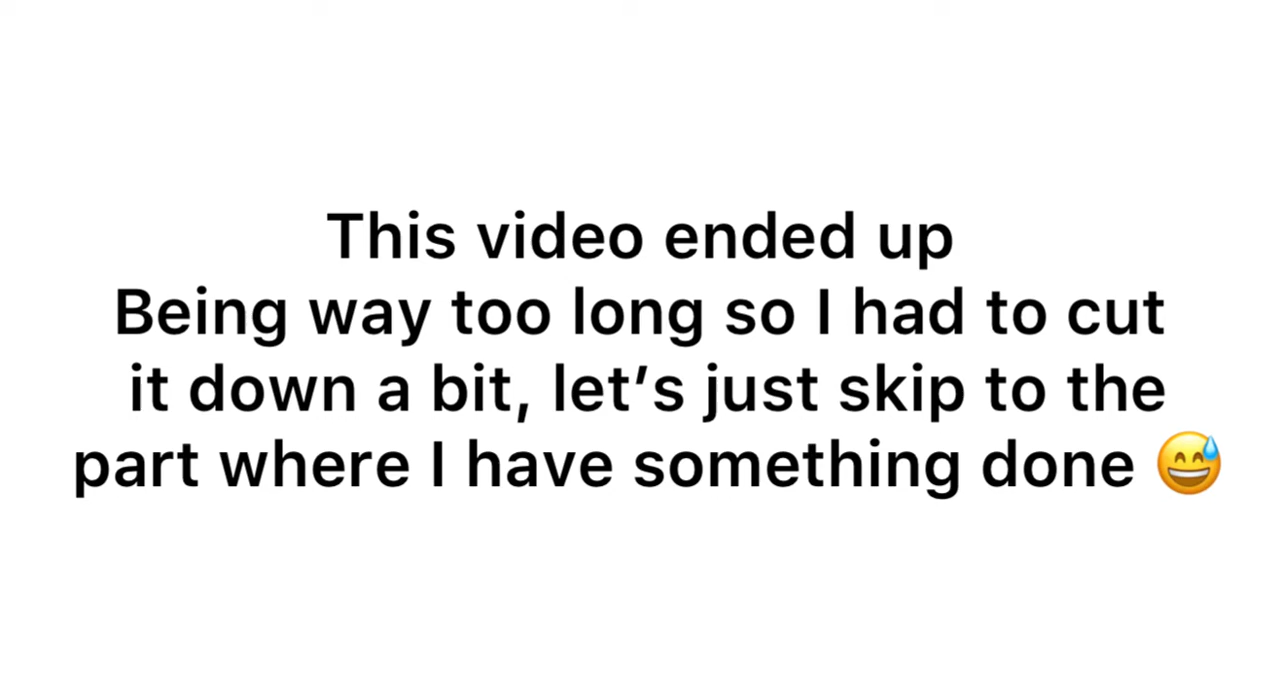 This video ended up
Being way too long so I had to cut
it down a bit, let’s just skip to the
part where I have something done 😅